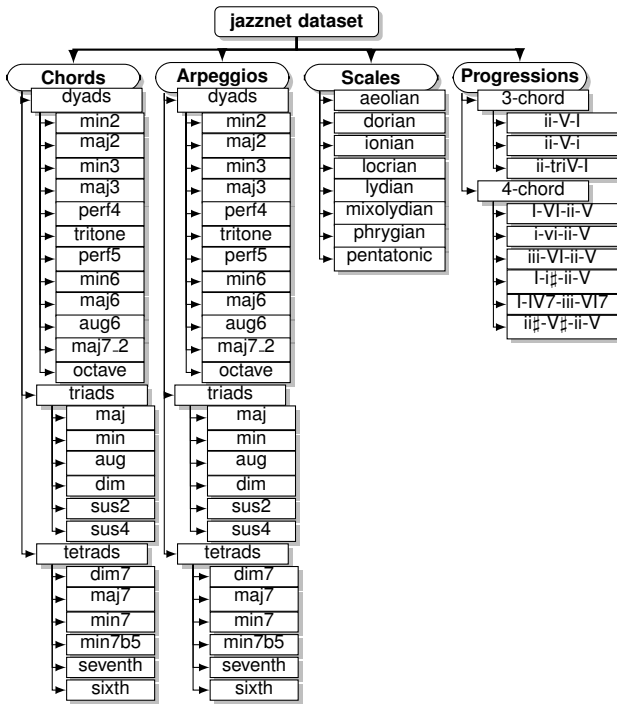 jazznet dataset
Chords
dyads
min2
maj2
min3
maj3
perf4
tritone
perf5
min6
maj6
aug6
maj7_2
octave
triads
maj
min
aug
dim
sus2
sus4
tetrads
dim7
maj7
min7
min7b5
seventh
sixth
Arpeggios
dyads
min2
maj2
min3
maj3
perf4
tritone
perf5
min6
maj6
aug6
maj7_2
octave
triads
maj
min
aug
dim
sus2
sus4
tetrads
dim7
maj7
min7
min7b5
seventh
sixth
Scales
aeolian
dorian
ionian
locrian
lydian
mixolydian
phrygian
pentatonic
Progressions
3-chord
ii-V-I
ii-V-i
ii-triV-I
4-chord
I-VI-ii-V
i-vi-ii-V
iii-VI-ii-V
I-i♯-ii-V
I-IV7-iii-VI7
ii♯-V♯-ii-V